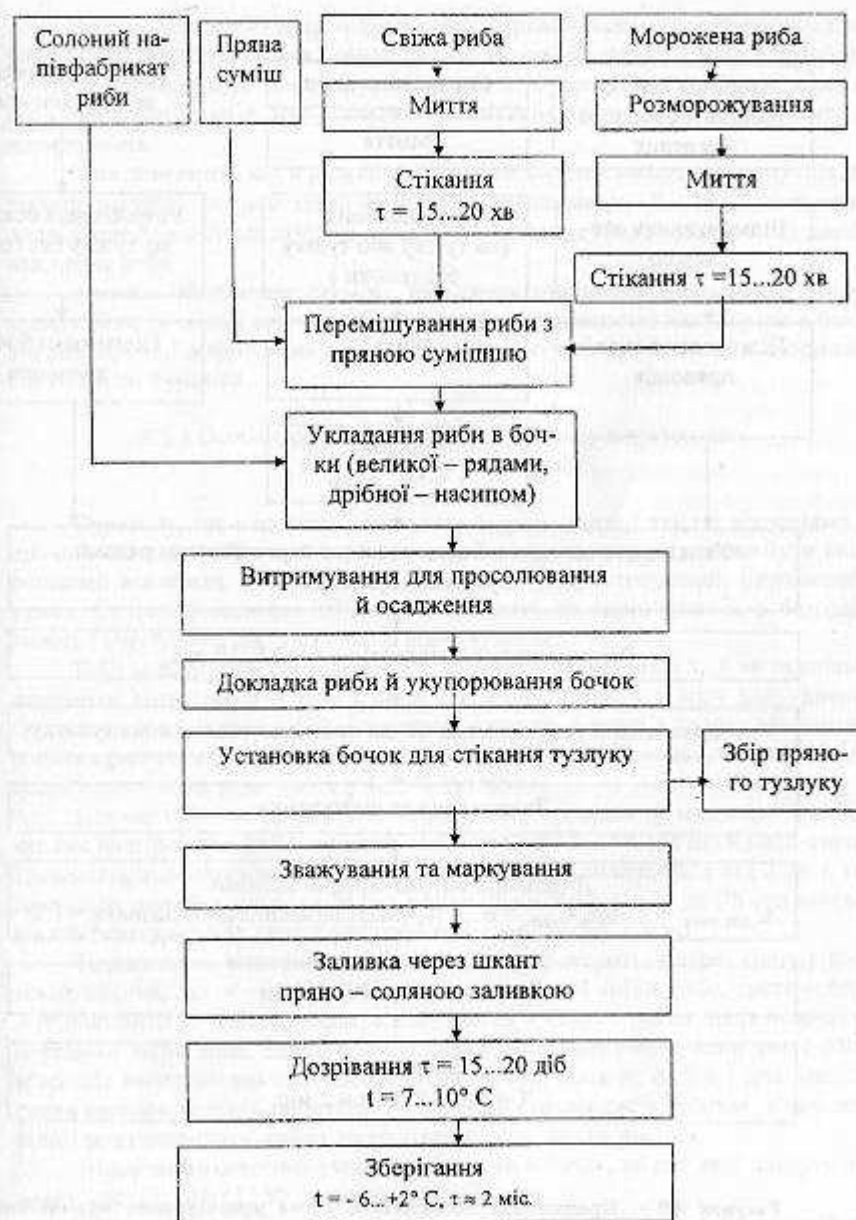 Солоний на-
півфабрикат
риби
Пряна
суміш
Свіжа риба
Морожена риба
Миття
Розморожування
Стікання
τ = 15...20 хв
Миття
Стікання τ =15...20 хв
Перемішування риби з
пряною сумішшю
Укладання риби в боч-
ки (великої – рядами,
дрібної – насипом)
Витримування для просолювання
й осадження
Докладка риби й укупорювання бочок
Установка бочок для стікання тузлуку
Збір пряно-
го тузлуку
Зважування та маркування
Заливка через шкант
пряно – соляною заливкою
Дозрівання τ = 15...20 діб
t = 7...10° С
Зберігання
t = - 6...+2° С, τ ≈ 2 міс.